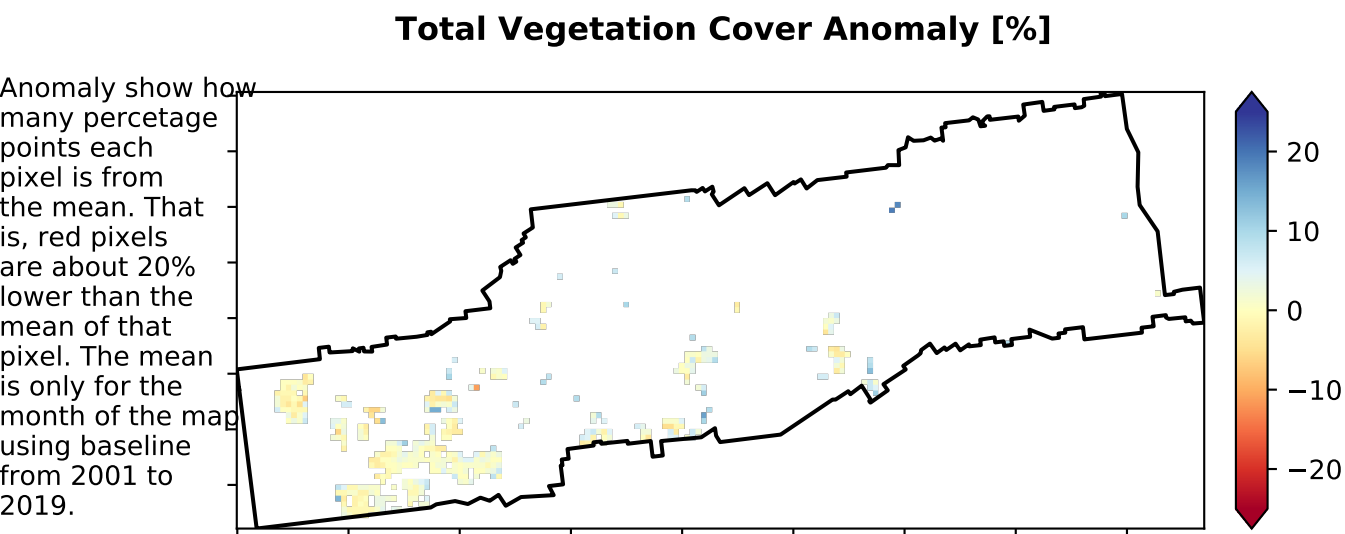 Total Vegetation Cover Anomaly [%]
Anomaly show how
many percetage
points each
pixel is from
the mean. That
is, red pixels
are about 20%
lower than the
mean of that
pixel. The mean
is only for the
month of the map
using baseline
from 2001 to
2019.
20
10
0
−10
−20